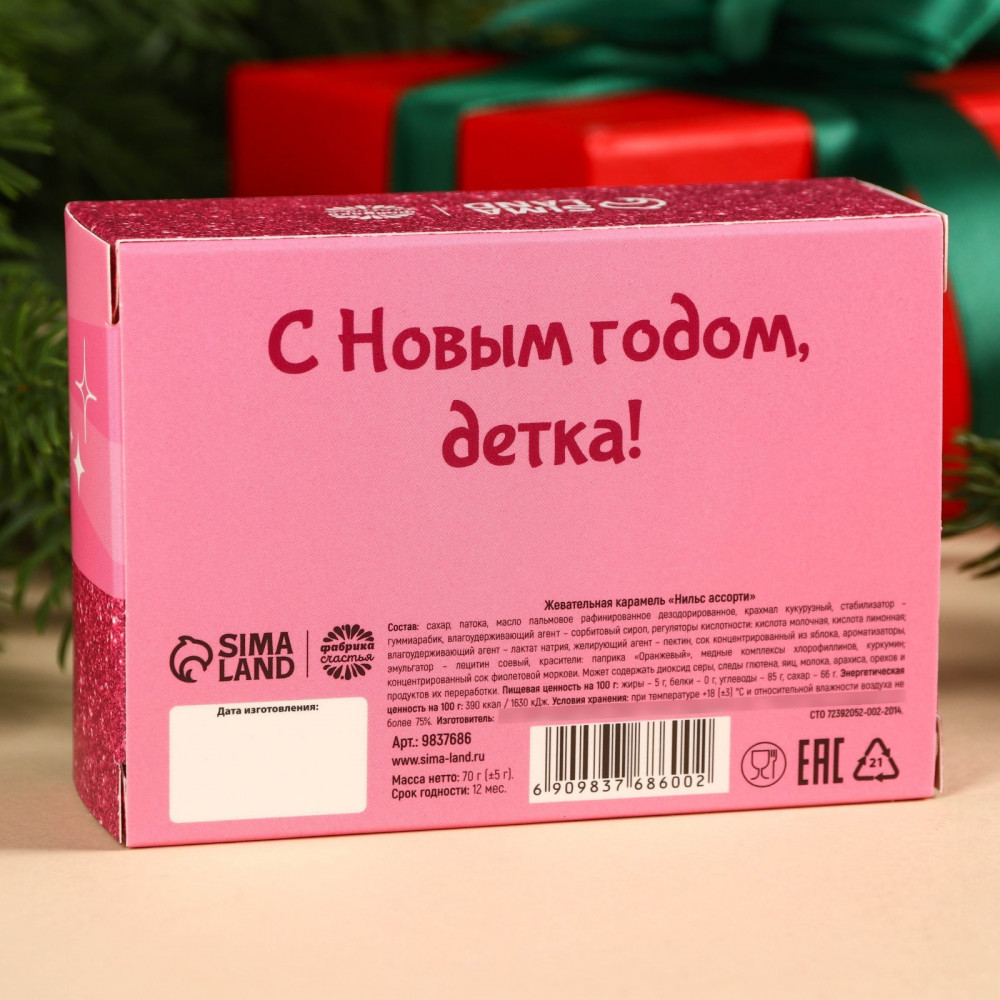 SIMA LAND
С Новым годом,
детка!
Жевательная карамель «Нильс ассорти»
Состав: сахар, патока, масло пальмовое рафинированное дезодорированное, крахмал кукурузный, стабилизатор –
гуммиарабик, влагоудерживающий агент – сорбитовый сироп, регуляторы кислотности: кислота молочная, кислота лимонная;
влагоудерживающий агент – лактат натрия, желирующий агент – пектин, сок концентрированный из яблока, ароматизаторы,
эмульгатор – лецитин соевый, красители: паприка «Оранжевый», медные комплексы хлорофиллинов, куркумин;
концентрированный сок фиолетовой моркови. Может содержать диоксид серы, следы глютена, яиц, молока, арахиса, орехов и
продуктов их переработки. Пищевая ценность на 100 г: жиры – 5 г, белки – 0 г, углеводы – 85 г, сахар – 66 г. Энергетическая
ценность на 100 г: 390 ккал / 1630 кДж. Условия хранения: при температуре +18 (±3) °С и относительной влажности воздуха не
более 75%. Изготовитель:
СТО 72392052-002-2014.
SIMA
LAND
фабрика
счастья
Дата изготовления:
Арт.: 9837686
www.sima-land.ru
Масса нетто: 70 г (±5 г).
Срок годности: 12 мес.
6 909837 686002
EAC
21